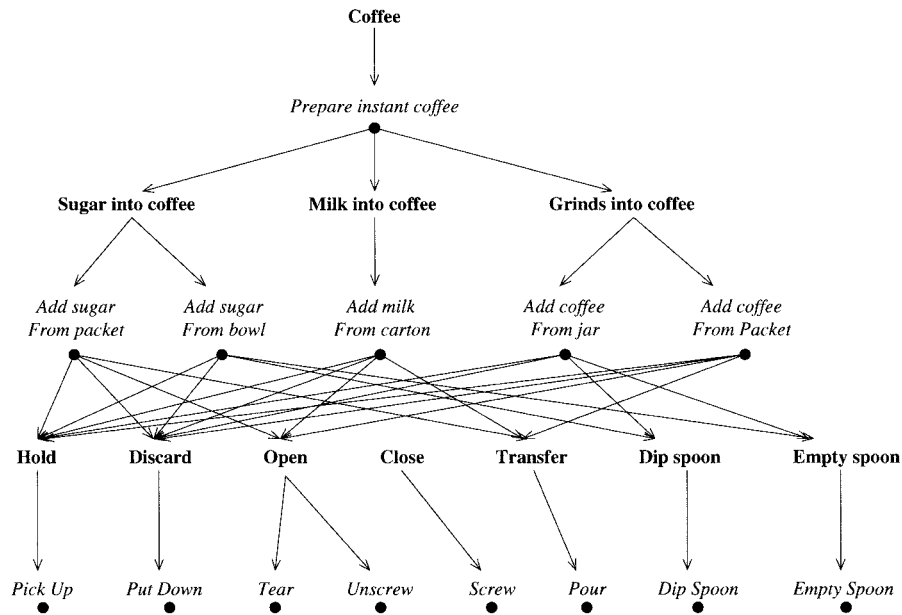 Coffee
Prepare instant coffee
Sugar into coffee
Milk into coffee
Grinds into coffee
Add sugar
From packet
Add sugar
From bowl
Add milk
From carton
Add coffee
From jar
Add coffee
From Packet
Hold
Discard
Open
Close
Transfer
Dip spoon
Empty spoon
Pick Up
Put Down
Tear
Unscrew
Screw
Pour
Dip Spoon
Empty Spoon